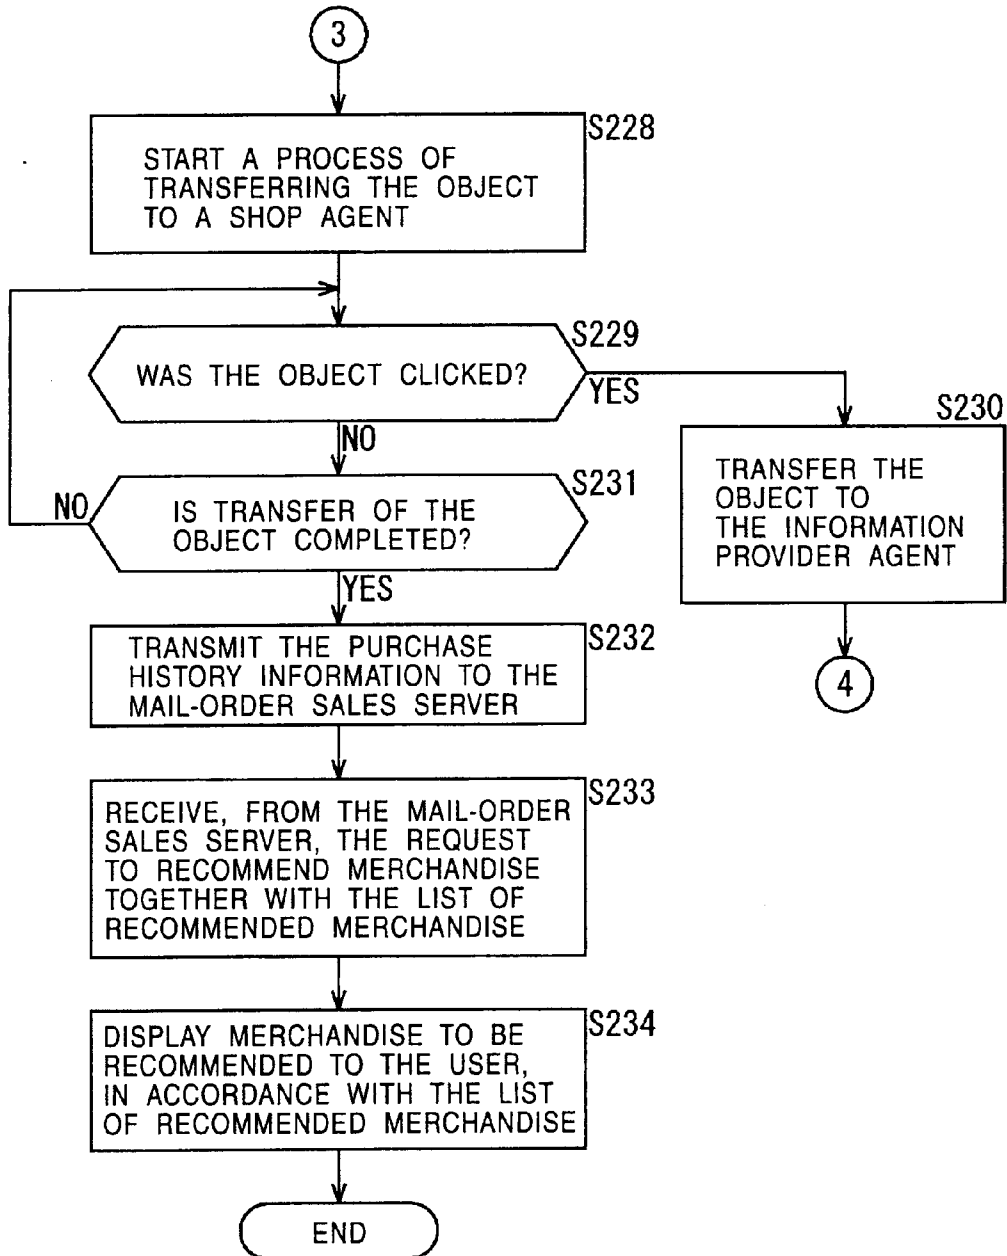 3
S228
START A PROCESS OF
TRANSFERRING THE OBJECT
TO A SHOP AGENT
S229
WAS THE OBJECT CLICKED?
YES
NO
S230
TRANSFER THE
OBJECT TO
THE INFORMATION
PROVIDER AGENT
4
S231
IS TRANSFER OF THE
OBJECT COMPLETED?
NO
YES
S232
TRANSMIT THE PURCHASE
HISTORY INFORMATION TO THE
MAIL-ORDER SALES SERVER
S233
RECEIVE, FROM THE MAIL-ORDER
SALES SERVER, THE REQUEST
TO RECOMMEND MERCHANDISE
TOGETHER WITH THE LIST OF
RECOMMENDED MERCHANDISE
S234
DISPLAY MERCHANDISE TO BE
RECOMMENDED TO THE USER,
IN ACCORDANCE WITH THE LIST
OF RECOMMENDED MERCHANDISE
END